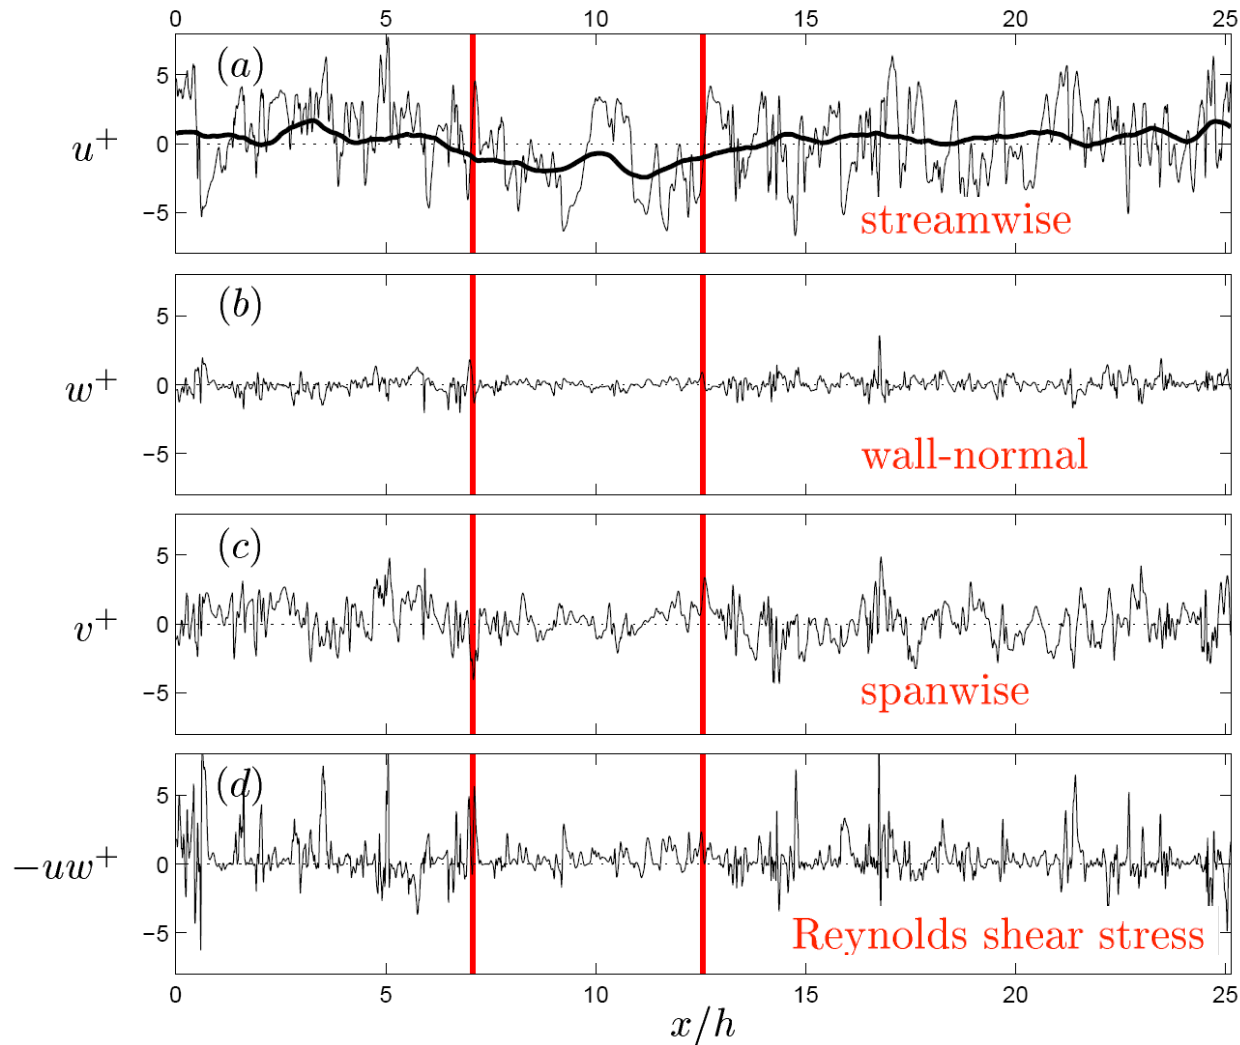 0 5 10 15 20 25
(a)
5
u+
0
−5
streamwise
(b)
5
w+
0
−5
wall-normal
(c)
5
v+
0
−5
spanwise
(d)
5
−uw+
0
−5
Reynolds shear stress
0 5 10 15 20 25
x/h